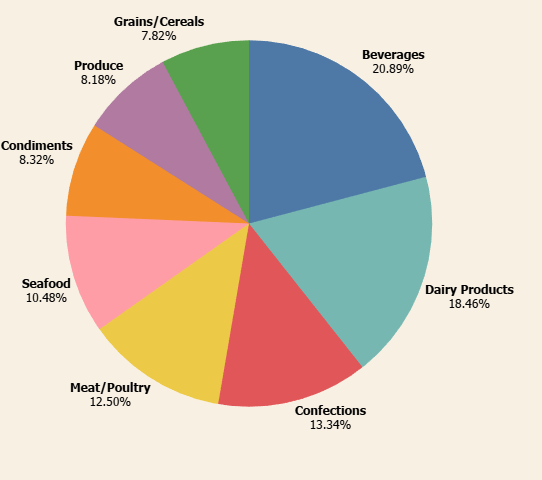 Grains/Cereals
7.82%
Beverages
20.89%
Produce
8.18%
Condiments
8.32%
Seafood
10.48%
Dairy Products
18.46%
Meat/Poultry
12.50%
Confections
13.34%